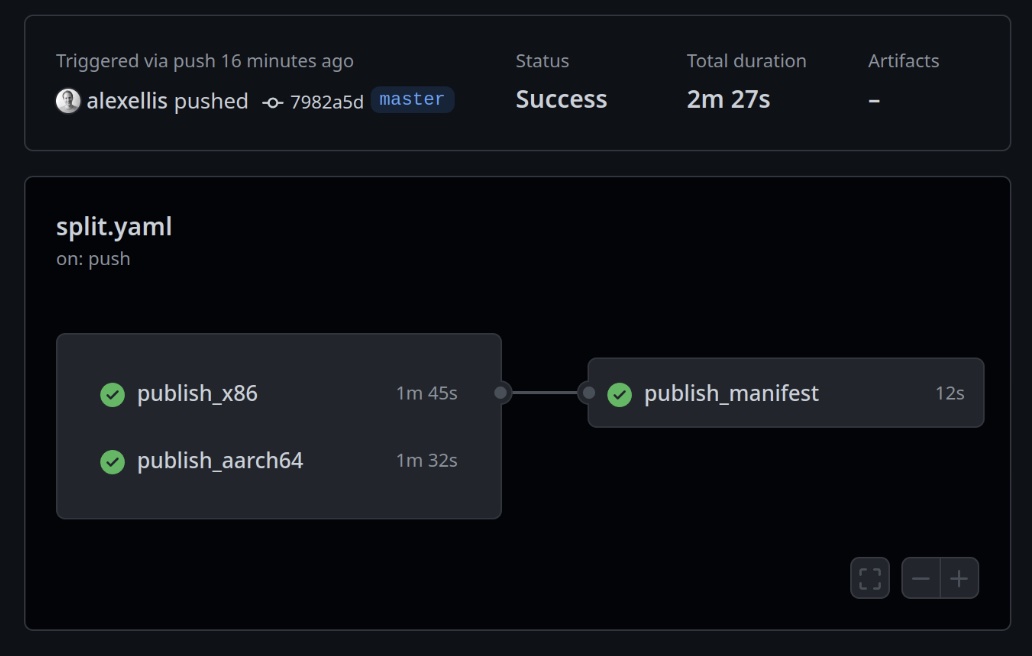 Triggered via push 16 minutes ago
alexellis pushed 7982a5d master
Status
Success
Total duration
2m 27s
Artifacts
–
split.yaml
on: push
publish_x86 1m 45s
publish_aarch64 1m 32s
publish_manifest 12s